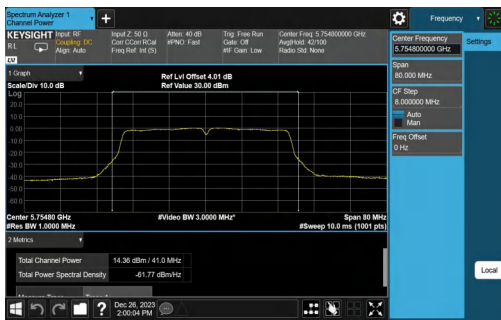 Spectrum Analyzer 1
Channel Power
+
Frequency
KEYSIGHT
Input: RF
Coupling: DC
Align: Auto
Input Z: 50 Ω
Corr CCorr RCal
Freq Ref: Int (S)
Atten: 40 dB
#PNO: Fast
Trig: Free Run
Gate: Off
#IF Gain: Low
Center Freq: 5.754800000 GHz
Avg|Hold: 42/100
Radio Std: None
RL
LXI
Center Frequency
5.754800000 GHz
Settings
Span
80.000 MHz
CF Step
8.000000 MHz
Auto
Man
Freq Offset
0 Hz
Local
1 Graph
Scale/Div 10.0 dB
Ref Lvl Offset 4.01 dB
Ref Value 30.00 dBm
Log
20.0
10.0
0.00
-10.0
-20.0
-30.0
-40.0
-50.0
-60.0
Center 5.75480 GHz
#Res BW 1.0000 MHz
#Video BW 3.0000 MHz*
Span 80 MHz
#Sweep 10.0 ms (1001 pts)
2 Metrics
Total Channel Power 14.36 dBm / 41.0 MHz
Total Power Spectral Density -61.77 dBm/Hz
?
Dec 26, 2023
2:00:04 PM